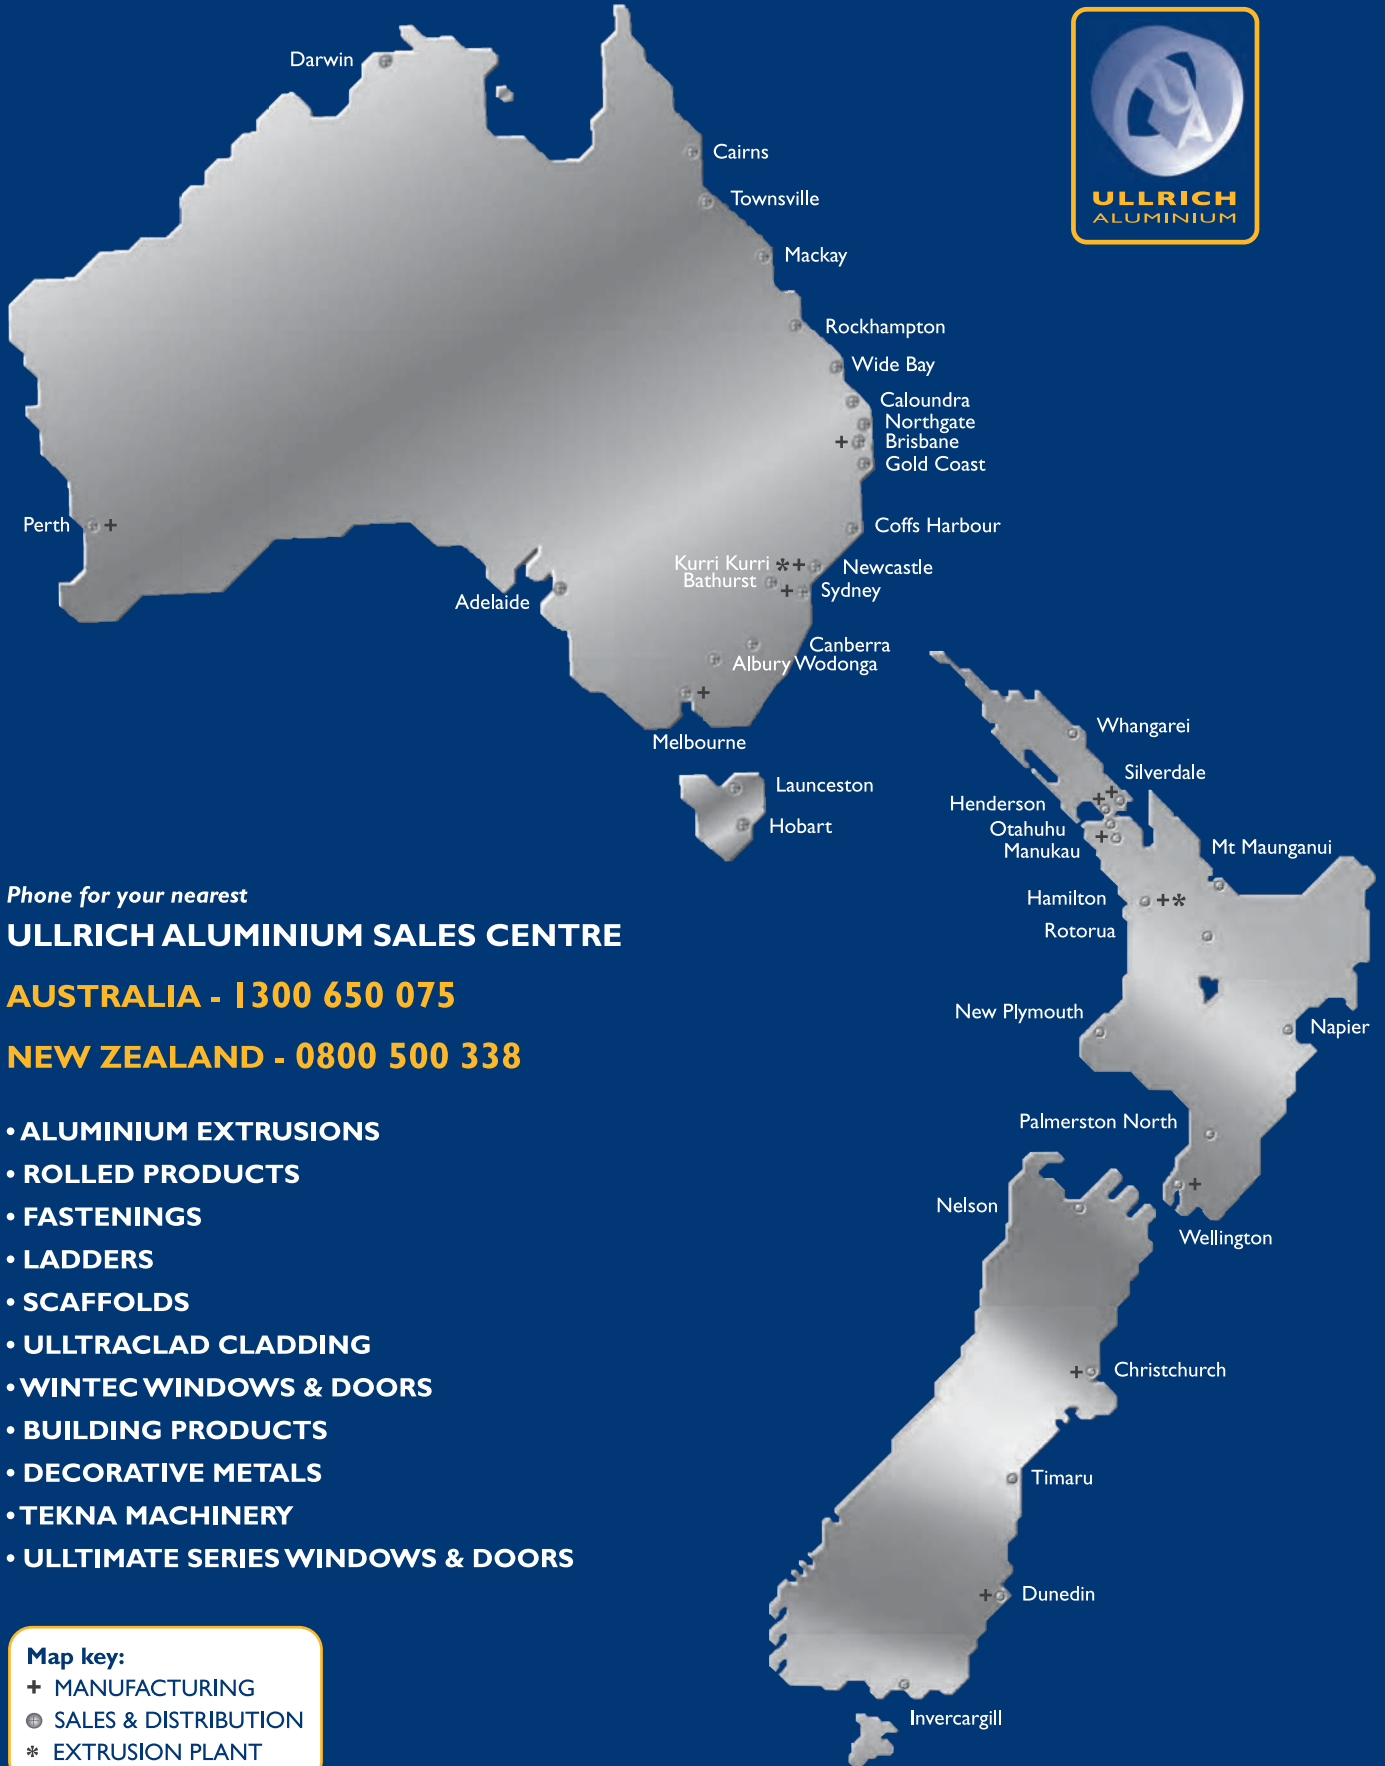 Darwin
Cairns
Townsville
Mackay
Rockhampton
Wide Bay
Caloundra
Northgate
+ Brisbane
Gold Coast
Perth +
Coffs Harbour
Kurri Kurri *+ Newcastle
Bathurst + Sydney
Adelaide
Canberra
Albury Wodonga
+
Melbourne
Launceston
Hobart
ULLRICH
ALUMINIUM
Whangarei
Silverdale
Henderson ++
Otahuhu
Manukau +
Mt Maunganui
Hamilton +*
Rotorua
New Plymouth
Napier
Palmerston North
+
Wellington
Nelson
+ Christchurch
Timaru
+ Dunedin
Invercargill
Phone for your nearest
ULLRICH ALUMINIUM SALES CENTRE
AUSTRALIA - 1300 650 075
NEW ZEALAND - 0800 500 338
• ALUMINIUM EXTRUSIONS
• ROLLED PRODUCTS
• FASTENINGS
• LADDERS
• SCAFFOLDS
• ULLTRACLAD CLADDING
• WINTEC WINDOWS & DOORS
• BUILDING PRODUCTS
• DECORATIVE METALS
• TEKNA MACHINERY
• ULLTIMATE SERIES WINDOWS & DOORS
Map key:
+ MANUFACTURING
SALES & DISTRIBUTION
* EXTRUSION PLANT